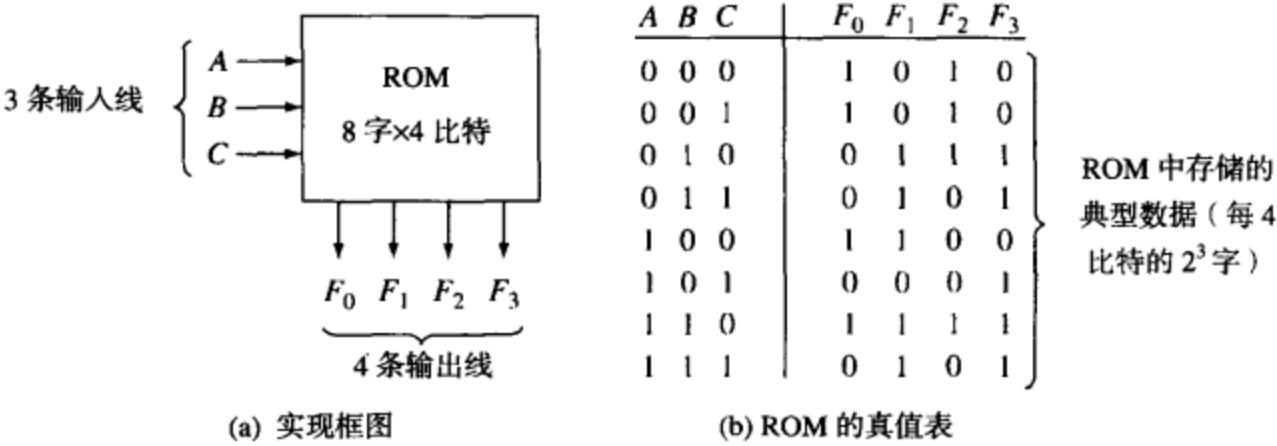 3 条输入线
A
B
C
ROM
8 字×4 比特
F₀ F₁ F₂ F₃
4 条输出线
(a) 实现框图
A B C F₀ F₁ F₂ F₃
0 0 0 1 0 1 0
0 0 1 1 0 1 0
0 1 0 0 1 1 1
0 1 1 0 1 0 1
1 0 0 1 1 0 0
1 0 1 0 0 0 1
1 1 0 1 1 1 1
1 1 1 0 1 0 1
ROM 中存储的
典型数据（每 4
比特的 2³ 字）
(b) ROM 的真值表